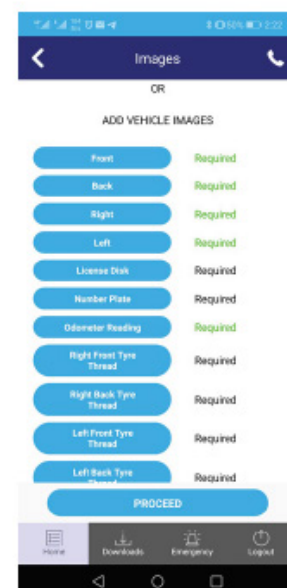 50% 2:22
Images
OR
ADD VEHICLE IMAGES
Front Required
Back Required
Right Required
Left Required
License Disk Required
Number Plate Required
Odometer Reading Required
Right Front Tyre
Thread
Required
Right Back Tyre
Thread
Required
Left Front Tyre
Thread
Required
Left Back Tyre
Required
PROCEED
Home Downloads Emergency Logout